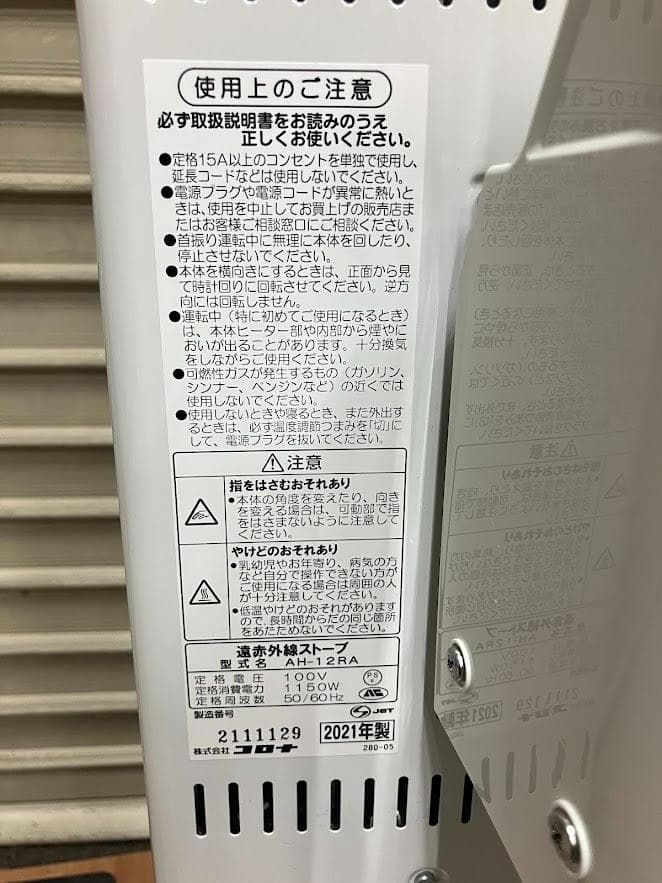 使用上のご注意
必ず取扱説明書をお読みのうえ
正しくお使いください。
●定格15A以上のコンセントを単独で使用し、
延長コードなどは使用しないでください。
●電源プラグや電源コードが異常に熱いと
きは、使用を中止してお買上げの販売店ま
たはお客様ご相談窓口にご相談ください。
●首振り運転中に無理に本体を回したり、
停止させないでください。
●本体を横向きにするときは、正面から見
て時計回りに回転させてください。逆方
向には回転しません。
●運転中（特に初めてご使用になるとき）
は、本体ヒーター部や内部から煙やに
おいが出ることがあります。十分換気
をしながらご使用ください。
●可燃性ガスが発生するもの（ガソリン、
シンナー、ベンジンなど）の近くでは
使用しないでください。
●使用しないときや寝るとき、また外出す
るときは、必ず温度調節つまみを「切」に
して、電源プラグを抜いてください。
⚠注意
指をはさむおそれあり
●本体の角度を変えたり、向き
を変える場合は、可動部で指
をはさまないように注意して
ください。
やけどのおそれあり
●乳幼児やお年寄り、病気の方
など自分で操作できない方が
ご使用になる場合は周囲の人
が十分注意してください。
●低温やけどのおそれがあります
ので、長時間からだの同じ箇所
をあたためないでください。
遠赤外線ストーブ
型式名 AH-12RA
定格電圧 100V
定格消費電力 1150W
定格周波数 50/60Hz
PS
E
JET
製造番号
2111129 2021年製
株式会社 コロナ 280-05